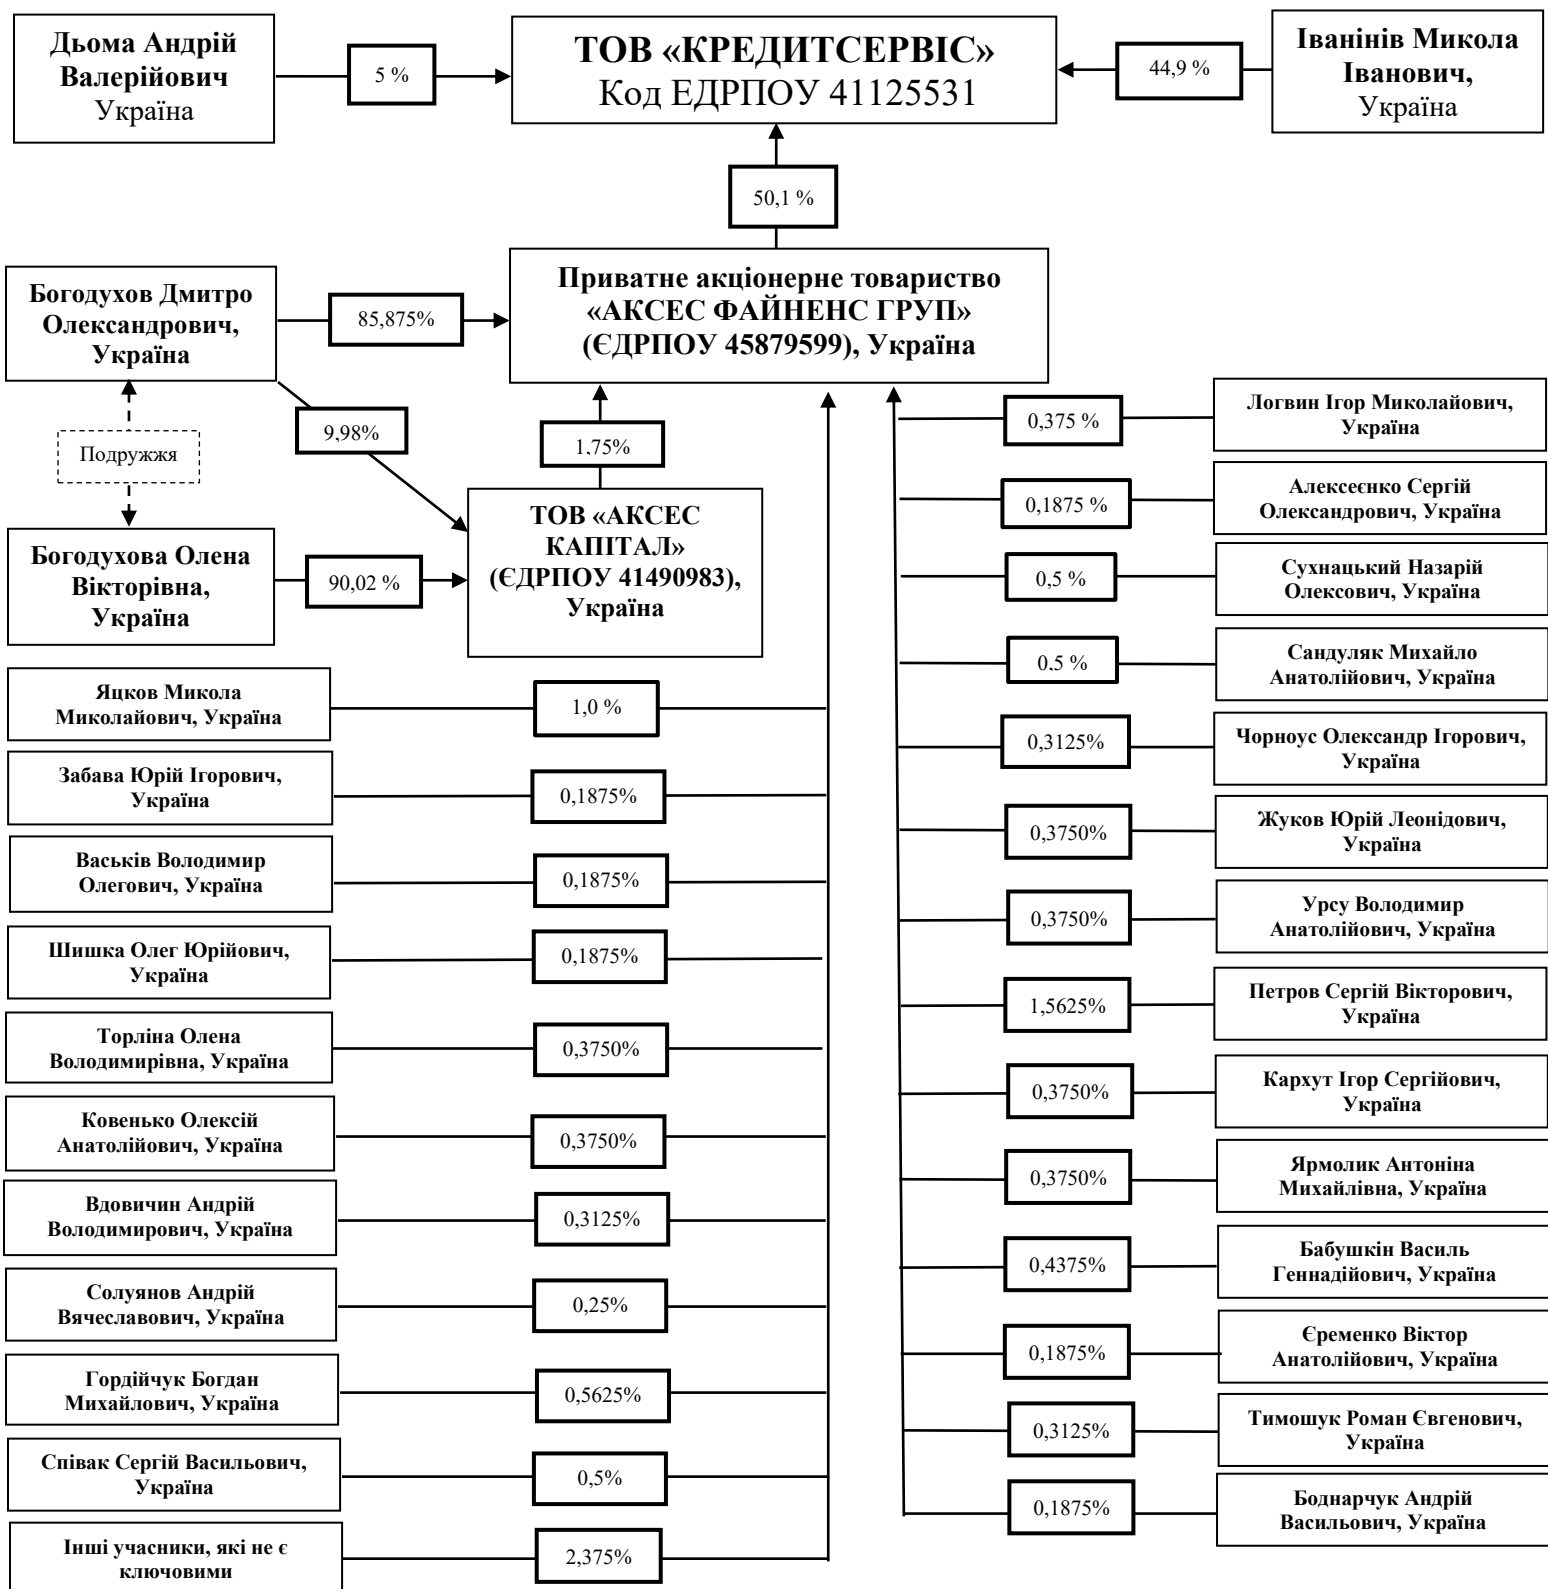 Дьома Андрій
Валерійович
Україна
5 %
ТОВ «КРЕДИТСЕРВІС»
Код ЕДРПОУ 41125531
44,9 %
Іванінів Микола
Іванович,
Україна
50,1 %
Богодухов Дмитро
Олександрович,
Україна
85,875%
Приватне акціонерне товариство
«АКСЕС ФАЙНЕНС ГРУП»
(ЄДРПОУ 45879599), Україна
Подружжя
9,98%
1,75%
Богодухова Олена
Вікторівна,
Україна
90,02 %
ТОВ «АКСЕС
КАПІТАЛ»
(ЄДРПОУ 41490983),
Україна
Яцков Микола
Миколайович, Україна
1,0 %
Забава Юрій Ігорович,
Україна
0,1875%
Васьків Володимир
Олегович, Україна
0,1875%
Шишка Олег Юрійович,
Україна
0,1875%
Торліна Олена
Володимирівна, Україна
0,3750%
Ковенько Олексій
Анатолійович, Україна
0,3750%
Вдовичин Андрій
Володимирович, Україна
0,3125%
Солуянов Андрій
Вячеславович, Україна
0,25%
Гордійчук Богдан
Михайлович, Україна
0,5625%
Співак Сергій Васильович,
Україна
0,5%
Інші учасники, які не є
ключовими
2,375%
0,375 %
Логвин Ігор Миколайович,
Україна
0,1875 %
Алексеєнко Сергій
Олександрович, Україна
0,5 %
Сухнацький Назарій
Олексович, Україна
0,5 %
Сандуляк Михайло
Анатолійович, Україна
0,3125%
Чорноус Олександр Ігорович,
Україна
0,3750%
Жуков Юрій Леонідович,
Україна
0,3750%
Урсу Володимир
Анатолійович, Україна
1,5625%
Петров Сергій Вікторович,
Україна
0,3750%
Кархут Ігор Сергійович,
Україна
0,3750%
Ярмолик Антоніна
Михайлівна, Україна
0,4375%
Бабушкін Василь
Геннадійович, Україна
0,1875%
Єременко Віктор
Анатолійович, Україна
0,3125%
Тимошук Роман Євгенович,
Україна
0,1875%
Боднарчук Андрій
Васильович, Україна